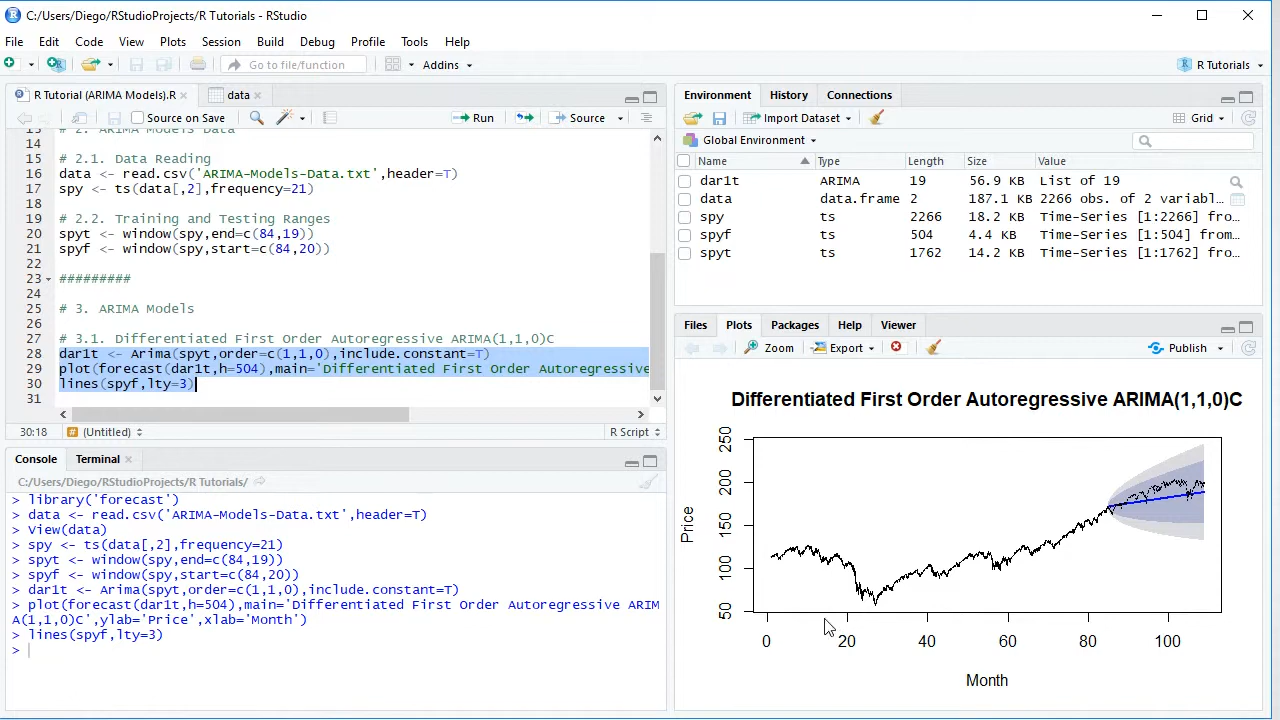 C:/Users/Diego/RStudioProjects/R Tutorials - RStudio
File Edit Code View Plots Session Build Debug Profile Tools Help
Go to file/function Addins R Tutorials
R Tutorial (ARIMA Models).R data
Source on Save Run Source
13 # 2. ARIMA Models Data
14
15 # 2.1. Data Reading
16 data <- read.csv('ARIMA-Models-Data.txt',header=T)
17 spy <- ts(data[,2],frequency=21)
18
19 # 2.2. Training and Testing Ranges
20 spyt <- window(spy,end=c(84,19))
21 spyf <- window(spy,start=c(84,20))
22
23 #########
24
25 # 3. ARIMA Models
26
27 # 3.1. Differentiated First Order Autoregressive ARIMA(1,1,0)C
28 dar1t <- Arima(spyt,order=c(1,1,0),include.constant=T)
29 plot(forecast(dar1t,h=504),main='Differentiated First Order Autoregressive
30 lines(spyf,lty=3)
31
30:18 # (Untitled) R Script
Console Terminal
C:/Users/Diego/RStudioProjects/R Tutorials/
> library('forecast')
> data <- read.csv('ARIMA-Models-Data.txt',header=T)
> View(data)
> spy <- ts(data[,2],frequency=21)
> spyt <- window(spy,end=c(84,19))
> spyf <- window(spy,start=c(84,20))
> dar1t <- Arima(spyt,order=c(1,1,0),include.constant=T)
> plot(forecast(dar1t,h=504),main='Differentiated First Order Autoregressive ARIM
A(1,1,0)C',ylab='Price',xlab='Month')
> lines(spyf,lty=3)
>
Environment History Connections
Import Dataset Grid
Global Environment
Name Type Length Size Value
dar1t ARIMA 19 56.9 KB List of 19
data data.frame 2 187.1 KB 2266 obs. of 2 variabl…
spy ts 2266 18.2 KB Time-Series [1:2266] fro…
spyf ts 504 4.4 KB Time-Series [1:504] from…
spyt ts 1762 14.2 KB Time-Series [1:1762] fro…
Files Plots Packages Help Viewer
Zoom Export Publish
Differentiated First Order Autoregressive ARIMA(1,1,0)C
250
200
150
100
50
Price
0 20 40 60 80 100
Month